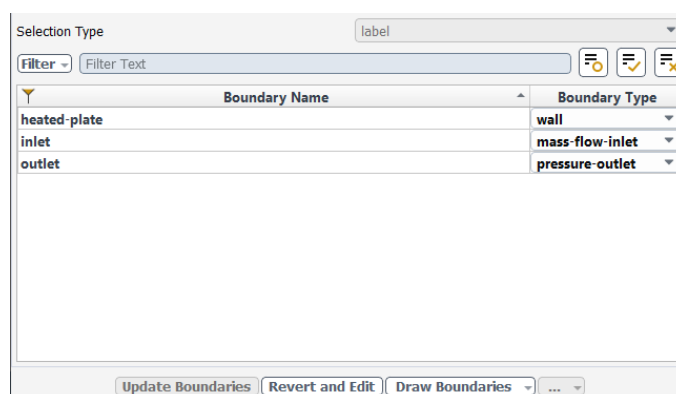 Selection Type label
Filter Filter Text
Boundary Name Boundary Type
heated-plate wall
inlet mass-flow-inlet
outlet pressure-outlet
Update Boundaries Revert and Edit Draw Boundaries ...